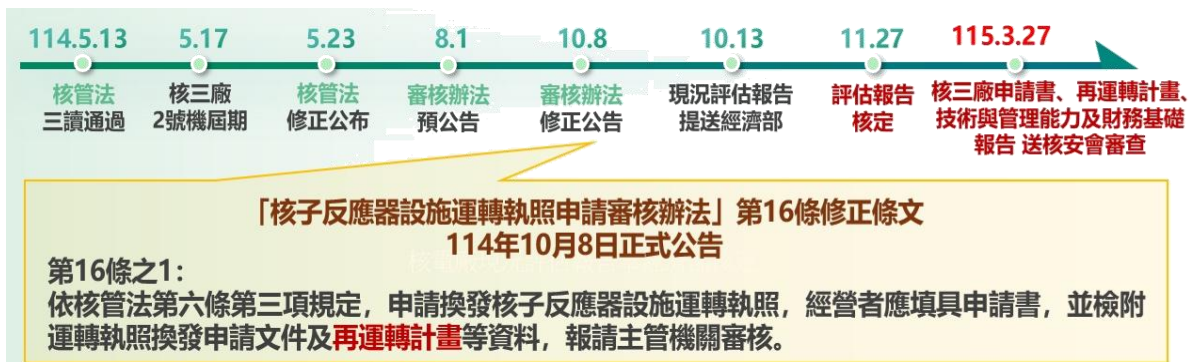 114.5.13 5.17 5.23 8.1 10.8 10.13 11.27 115.3.27
核管法 核三廠 核管法 審核辦法 審核辦法 現況評估報告 評估報告 核三廠申請書、再運轉計畫、
三讀通過 2號機屆期 修正公布 預公告 修正公告 提送經濟部 核定 技術與管理能力及財務基礎
報告 送核安會審查
「核子反應器設施運轉執照申請審核辦法」第16條修正條文
114年10月8日正式公告
第16條之1:
依核管法第六條第三項規定，申請換發核子反應器設施運轉執照，經營者應填具申請書，並檢附
運轉執照換發申請文件及再運轉計畫等資料，報請主管機關審核。